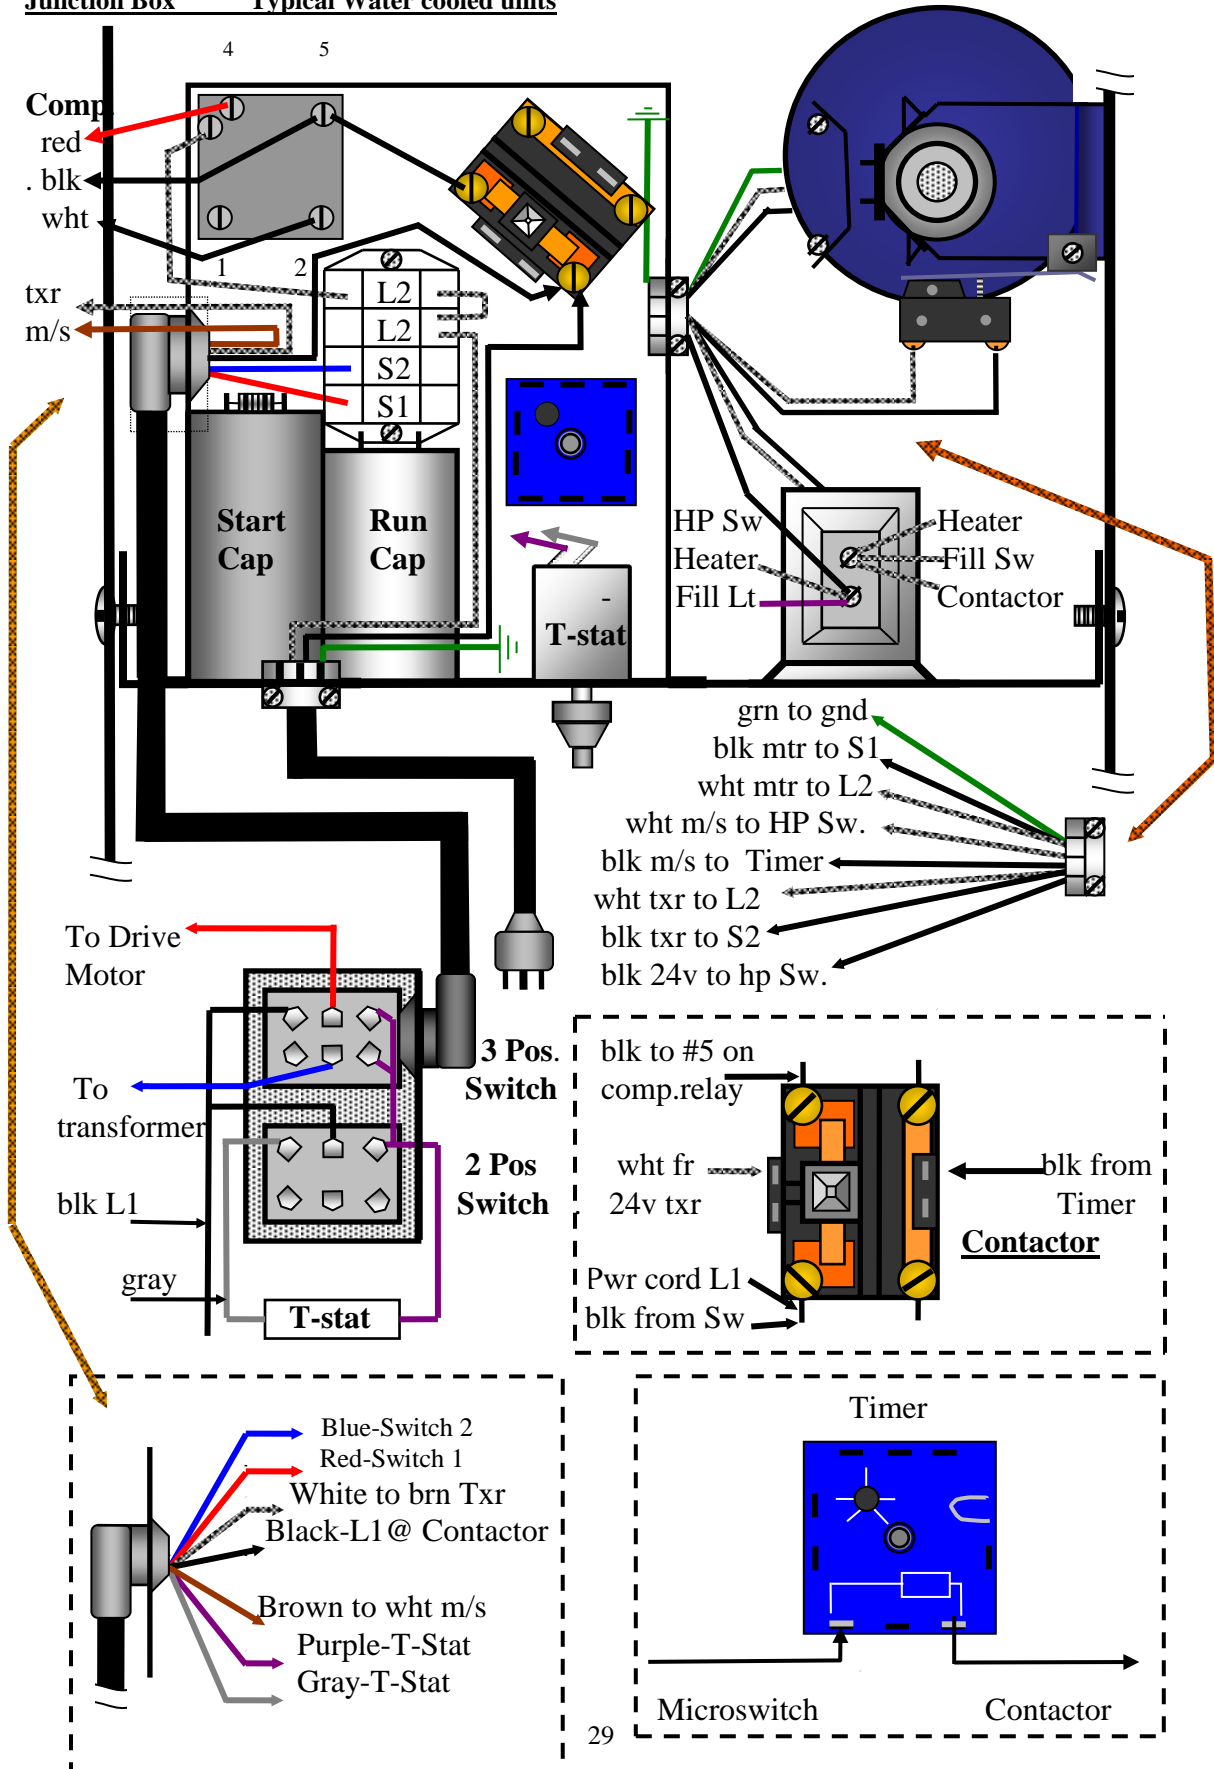 Junction Box Typical Water cooled units
4 5
Comp.
red
. blk
wht
1 2
txr
m/s
L2
L2
S2
S1
Start
Cap
Run
Cap
-
T-stat
HP Sw
Heater
Fill Lt
Heater
Fill Sw
Contactor
grn to gnd
blk mtr to S1
wht mtr to L2
wht m/s to HP Sw.
blk m/s to Timer
wht txr to L2
blk txr to S2
blk 24v to hp Sw.
To Drive
Motor
3 Pos.
Switch
To
transformer
2 Pos
Switch
blk L1
gray
T-stat
blk to #5 on
comp.relay
wht fr
24v txr
blk from
Timer
Contactor
Pwr cord L1
blk from Sw
Blue-Switch 2
Red-Switch 1
White to brn Txr
Black-L1@ Contactor
Brown to wht m/s
Purple-T-Stat
Gray-T-Stat
Timer
Microswitch
Contactor
29